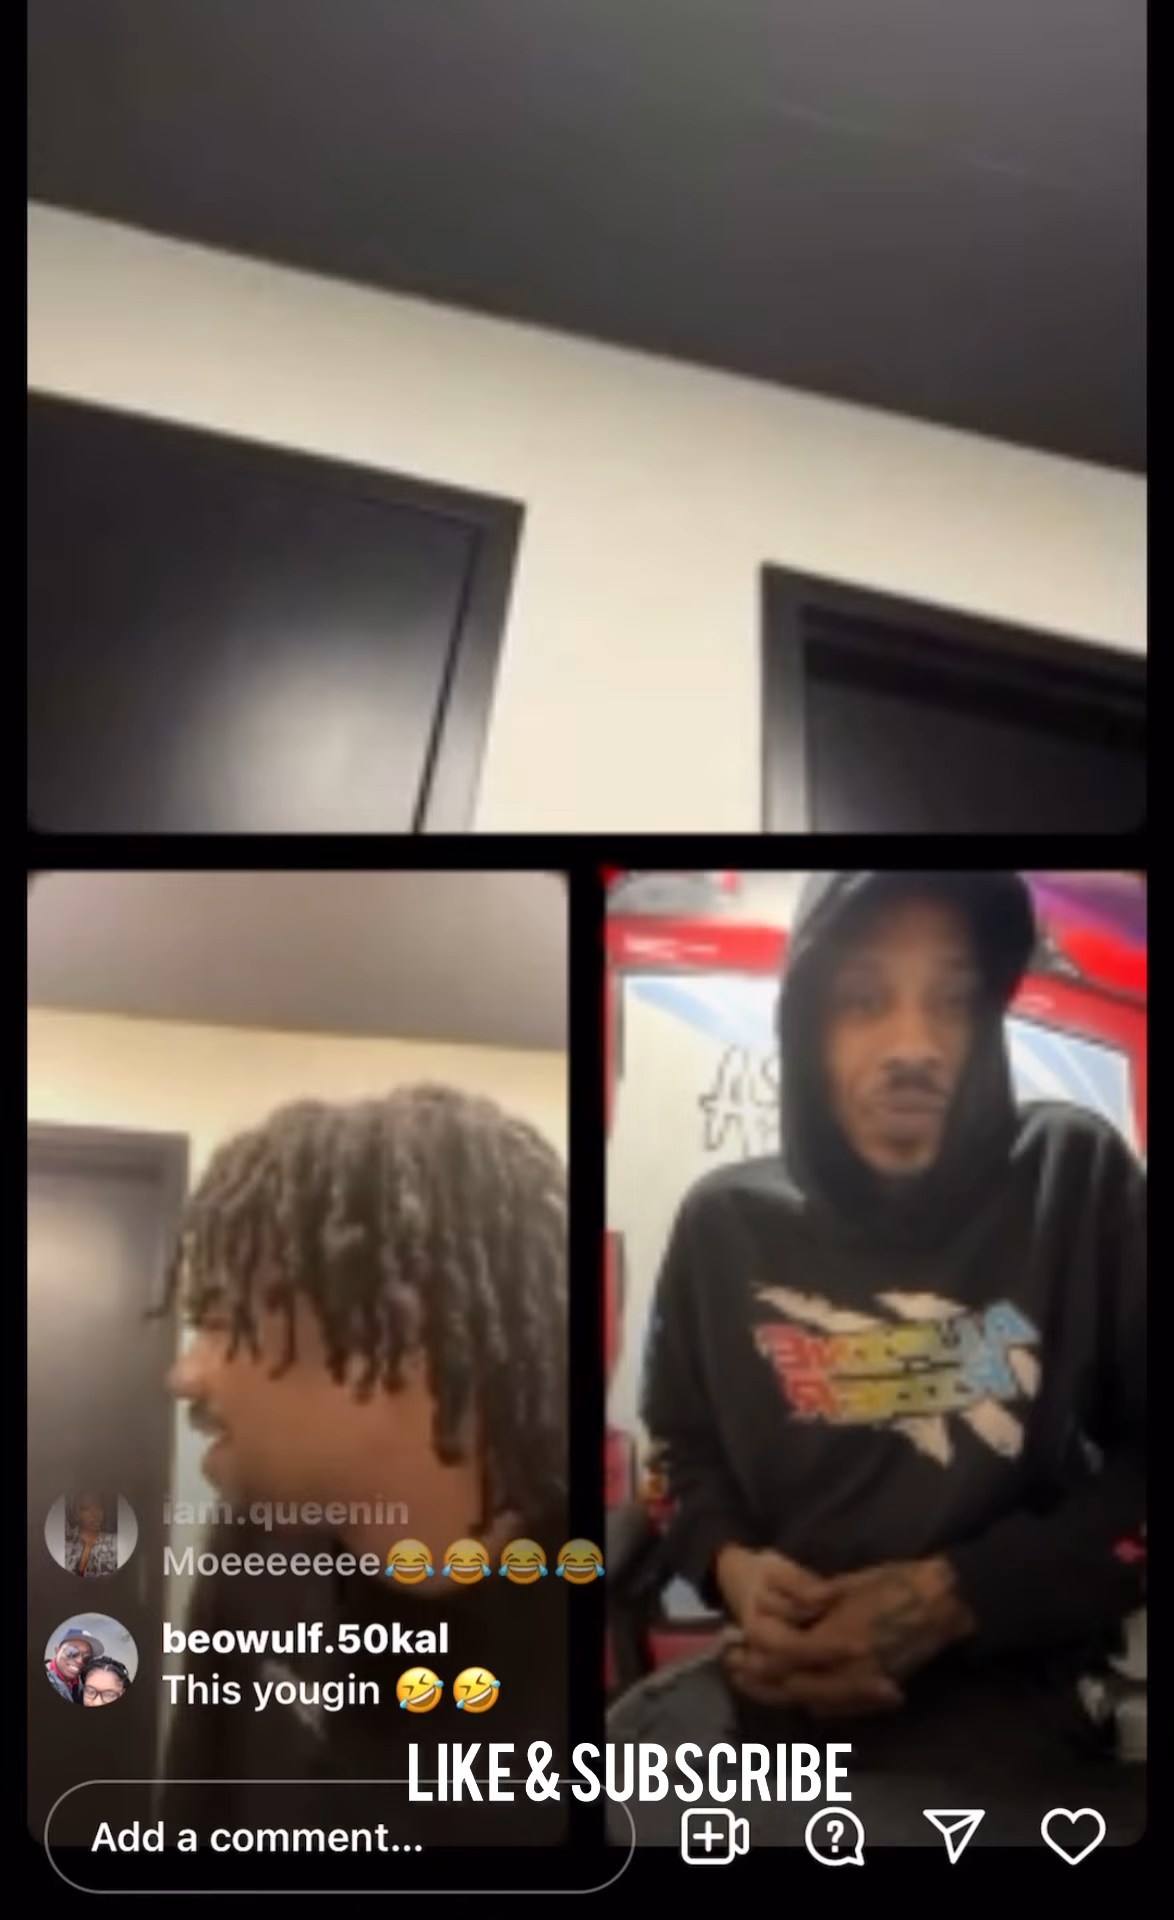 iam.queenin
Moeeeeeee😂😂😂😂
beowulf.50kal
This yougin 🤣🤣
LIKE & SUBSCRIBE
Add a comment...